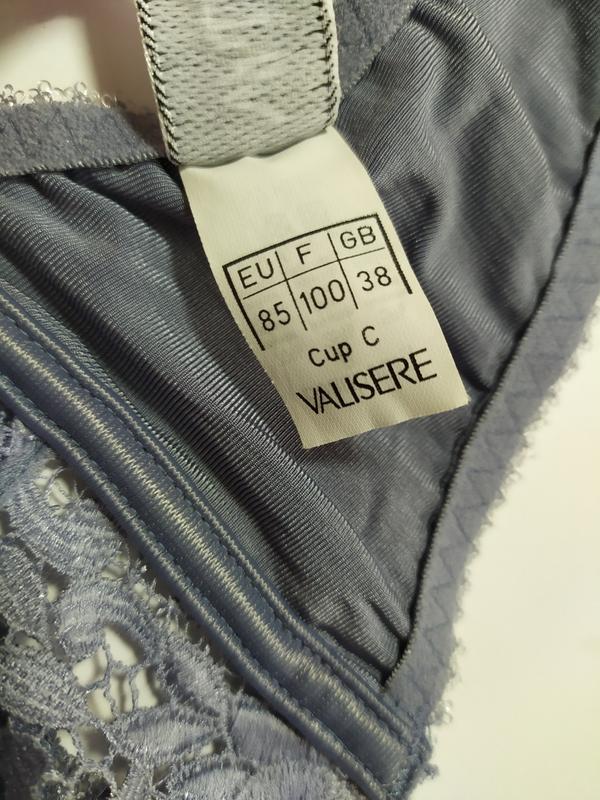 EU F GB
85 100 38
Cup C
VALISERE